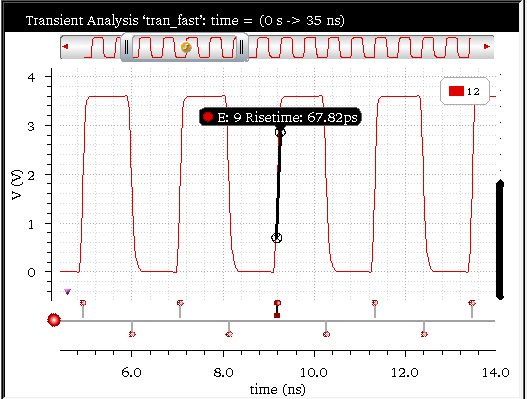 Transient Analysis ‘tran_fast’: time = (0 s -> 35 ns)
4
12
E: 9 Risetime: 67.82ps
3
V (V)
2
1
0
6.0 8.0 10.0 12.0 14.0
time (ns)